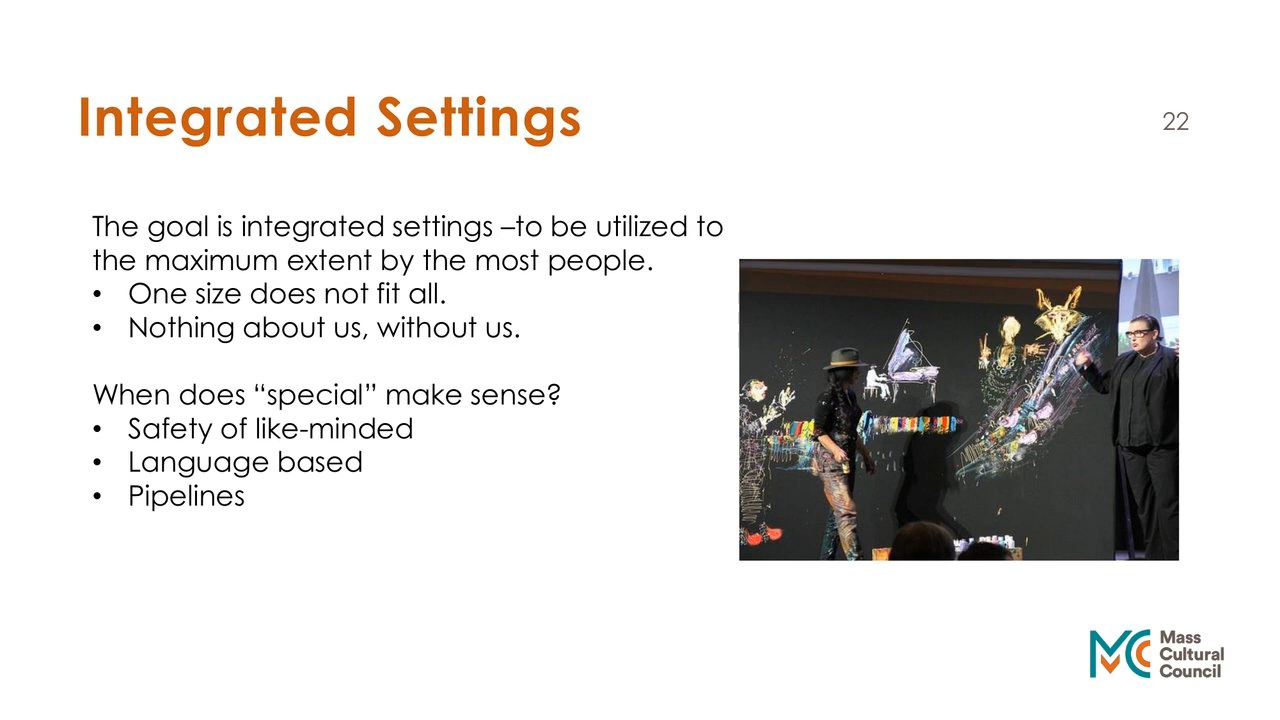 Integrated Settings
22
The goal is integrated settings –to be utilized to
the maximum extent by the most people.
• One size does not fit all.
• Nothing about us, without us.
When does “special” make sense?
• Safety of like-minded
• Language based
• Pipelines
Mass
Cultural
Council